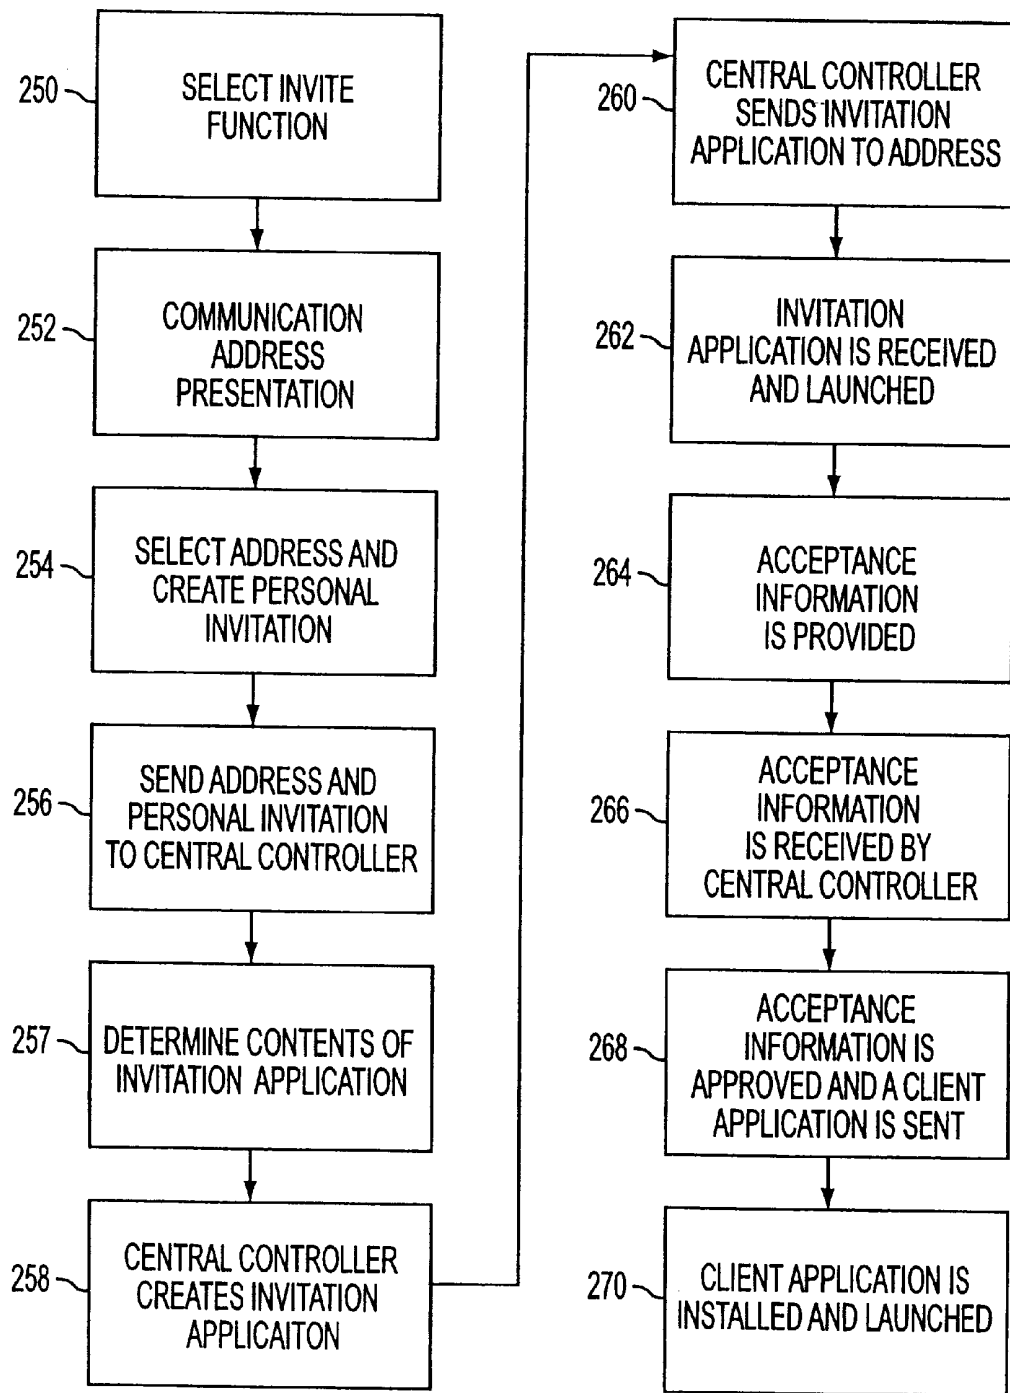 250
SELECT INVITE
FUNCTION
252
COMMUNICATION
ADDRESS
PRESENTATION
254
SELECT ADDRESS AND
CREATE PERSONAL
INVITATION
256
SEND ADDRESS AND
PERSONAL INVITATION
TO CENTRAL CONTROLLER
257
DETERMINE CONTENTS OF
INVITATION APPLICATION
258
CENTRAL CONTROLLER
CREATES INVITATION
APPLICAITON
260
CENTRAL CONTROLLER
SENDS INVITATION
APPLICATION TO ADDRESS
262
INVITATION
APPLICATION IS RECEIVED
AND LAUNCHED
264
ACCEPTANCE
INFORMATION
IS PROVIDED
266
ACCEPTANCE
INFORMATION
IS RECEIVED BY
CENTRAL CONTROLLER
268
ACCEPTANCE
INFORMATION IS
APPROVED AND A CLIENT
APPLICATION IS SENT
270
CLIENT APPLICATION IS
INSTALLED AND LAUNCHED